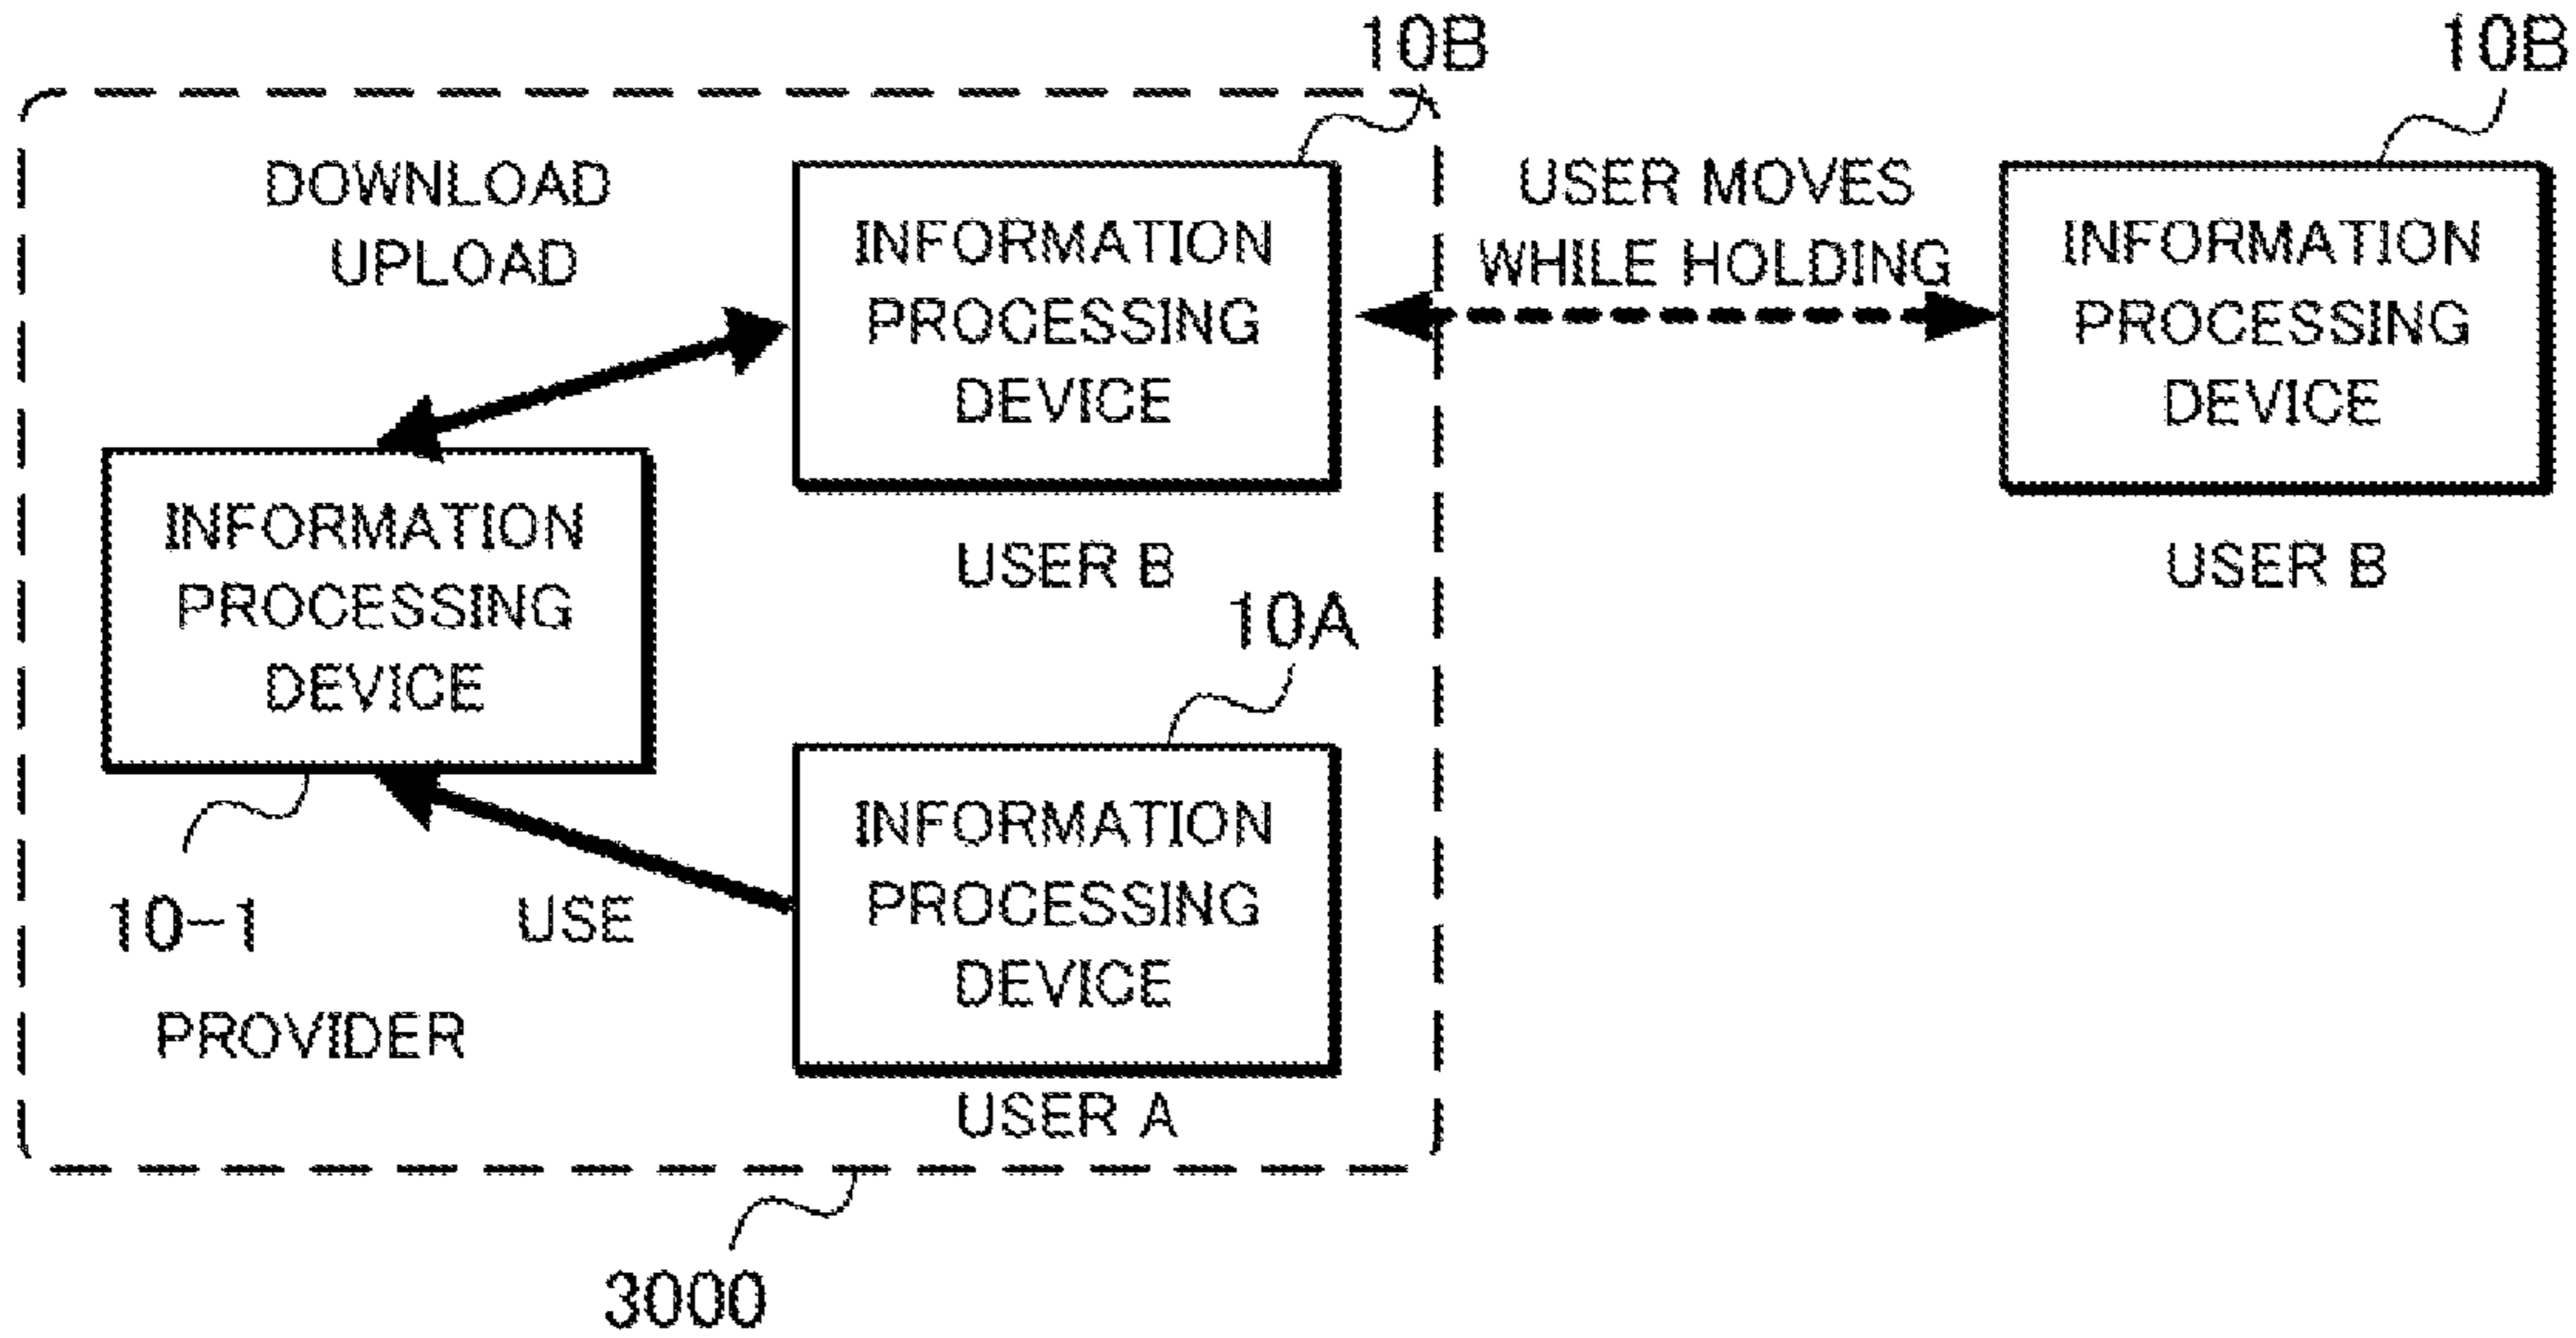 10B
10B
DOWNLOAD
UPLOAD
INFORMATION
PROCESSING
DEVICE
USER B
USER MOVES
WHILE HOLDING
INFORMATION
PROCESSING
DEVICE
USER B
INFORMATION
PROCESSING
DEVICE
10-1
PROVIDER
USE
10A
INFORMATION
PROCESSING
DEVICE
USER A
3000